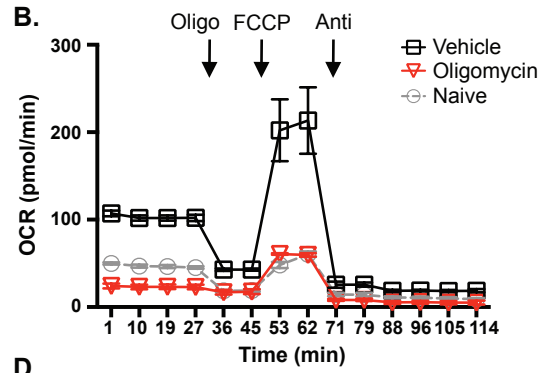 B.
Oligo FCCP Anti
300
200
100
0
OCR (pmol/min)
Vehicle
Oligomycin
Naive
1 10 19 27 36 45 53 62 71 79 88 96 105 114
Time (min)
D